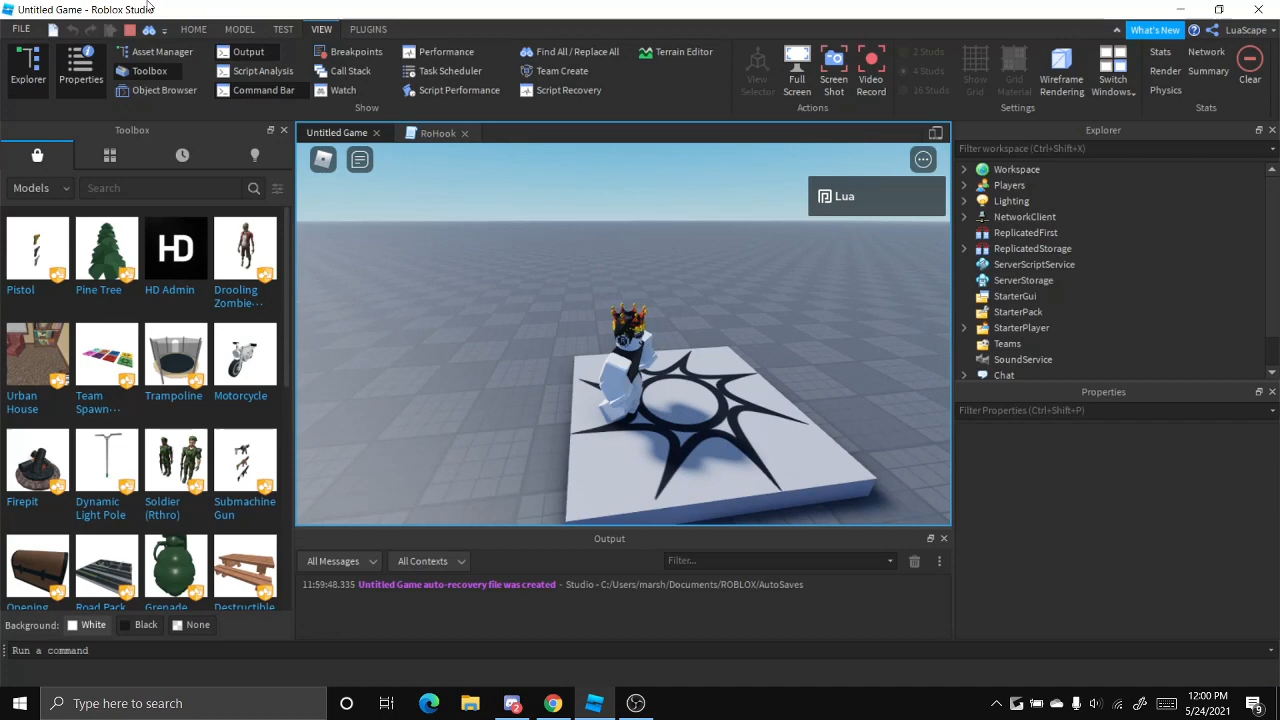 Untitled Game - Roblox Studio
FILE HOME MODEL TEST VIEW PLUGINS What's New LuaScape
Explorer
Properties
Asset Manager
Toolbox
Object Browser
Output
Script Analysis
Command Bar
Breakpoints
Call Stack
Watch
Performance
Task Scheduler
Script Performance
Find All / Replace All
Team Create
Script Recovery
Terrain Editor
Show
View
Selector
Full
Screen
Screen
Shot
Video
Record
Actions
2 Studs
4 Studs
16 Studs
Show
Grid
Grid
Material
Wireframe
Rendering
Switch
Windows
Settings
Stats
Network
Render
Summary
Physics
Clear
Stats
Toolbox
Models
Search
Pistol
Pine Tree
HD
HD Admin
Drooling
Zombie...
Urban
House
Team
Spawn...
Trampoline
Motorcycle
Firepit
Dynamic
Light Pole
Soldier
(Rthro)
Submachine
Gun
Opening
Road Pack
Grenade
Destructible
Background: White Black None
Untitled Game
RoHook
Lua
Output
All Messages All Contexts Filter...
11:59:48.335 Untitled Game auto-recovery file was created - Studio - C:/Users/marsh/Documents/ROBLOX/AutoSaves
Explorer
Filter workspace (Ctrl+Shift+X)
Workspace
Players
Lighting
NetworkClient
ReplicatedFirst
ReplicatedStorage
ServerScriptService
ServerStorage
StarterGui
StarterPack
StarterPlayer
Teams
SoundService
Chat
Properties
Filter Properties (Ctrl+Shift+P)
Run a command
Type here to search
12:00 PM
5/24/2021